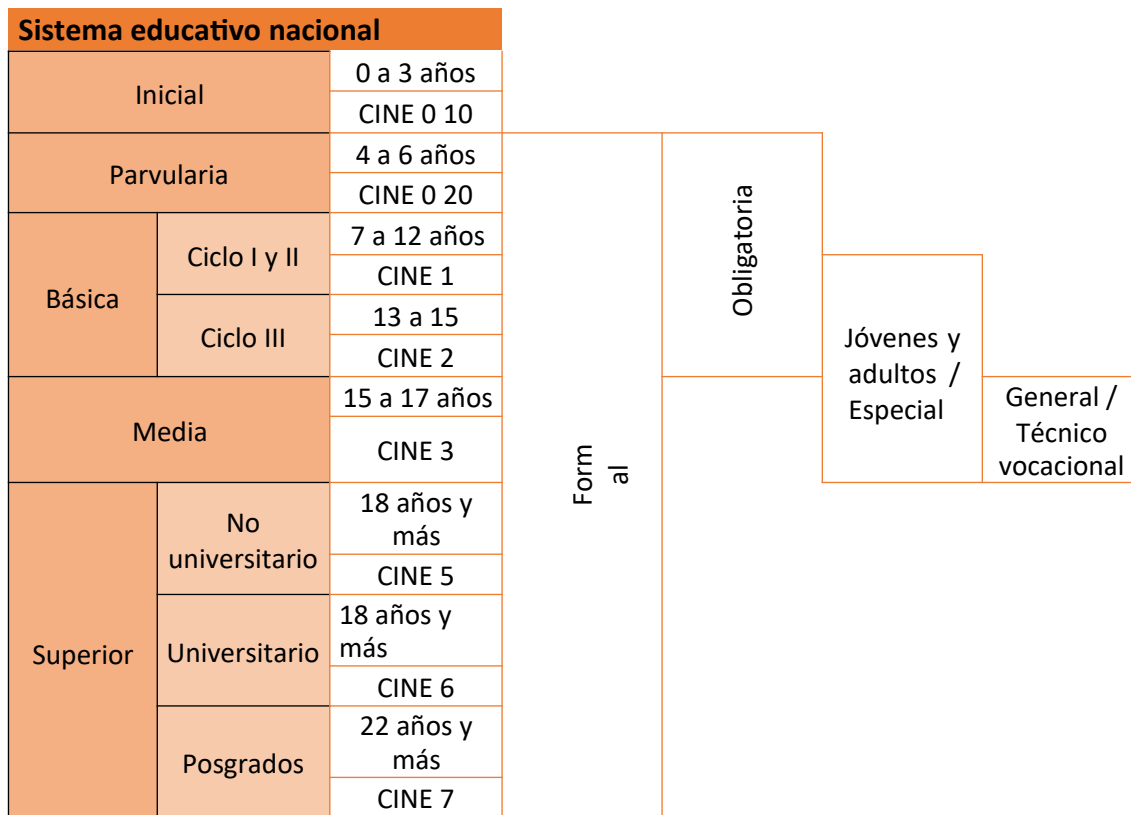 Sistema educativo nacional
Inicial
0 a 3 años
CINE 0 10
Parvularia
4 a 6 años
CINE 0 20
Básica
Ciclo I y II
7 a 12 años
CINE 1
Ciclo III
13 a 15
CINE 2
Media
15 a 17 años
CINE 3
Superior
No
universitario
18 años y
más
CINE 5
Universitario
18 años y
más
CINE 6
Posgrados
22 años y
más
CINE 7
Form
al
Obligatoria
Jóvenes y
adultos /
Especial
General /
Técnico
vocacional